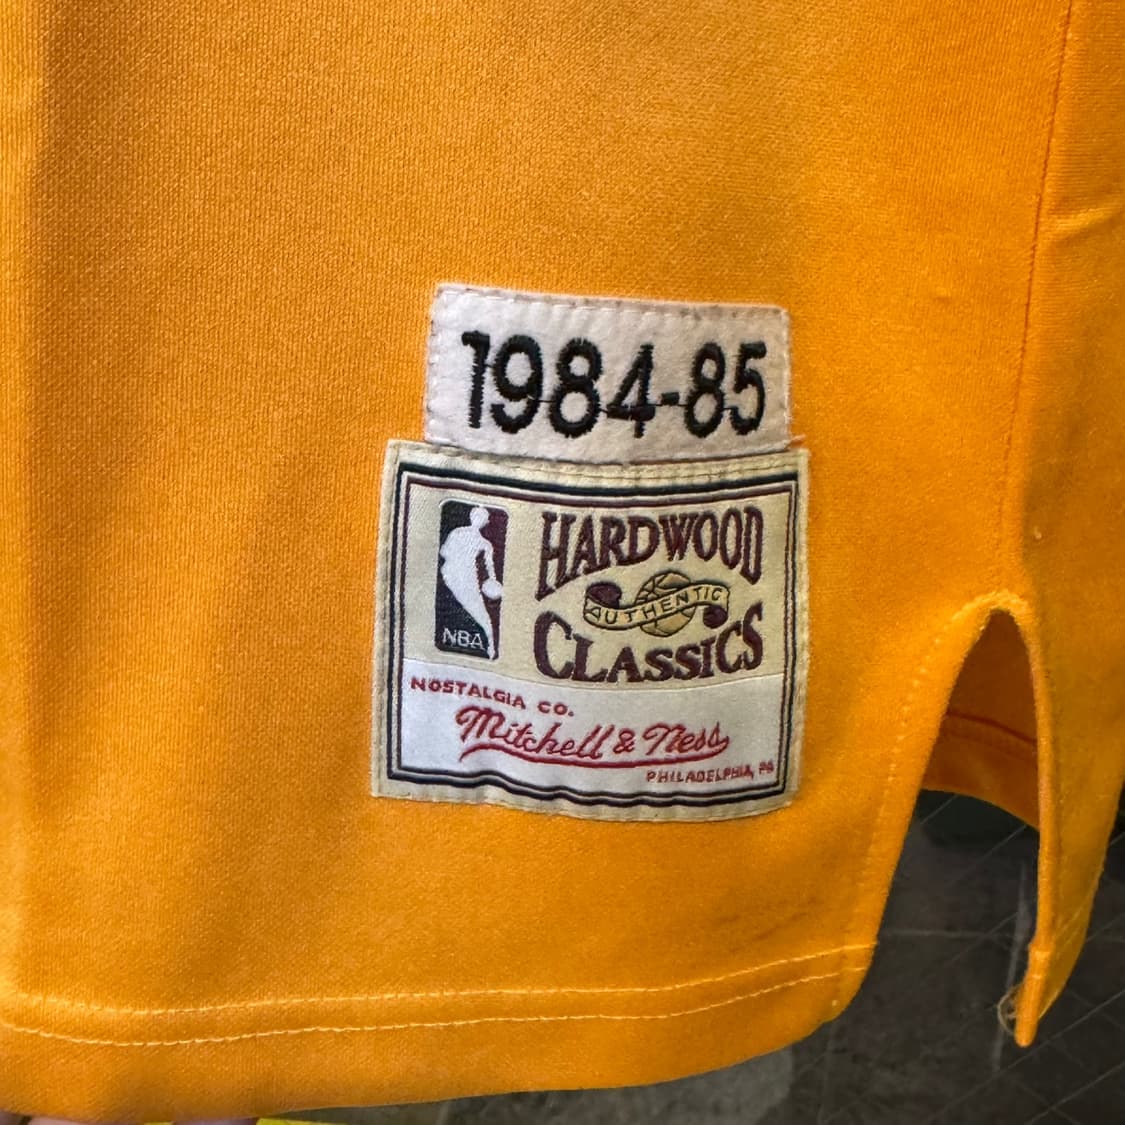 1984-85
NBA
HARDWOOD
AUTHENTIC
CLASSICS
NOSTALGIA CO.
Mitchell & Ness
PHILADELPHIA, PA